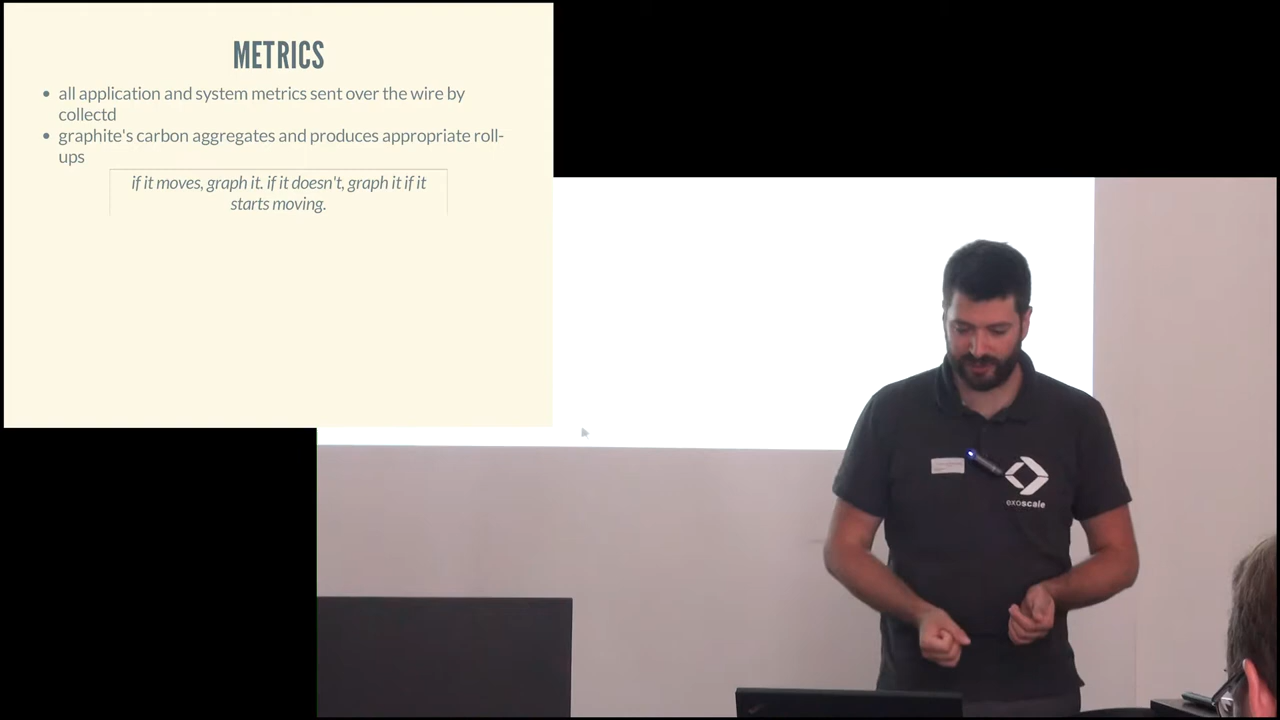 METRICS
• all application and system metrics sent over the wire by
collectd
• graphite's carbon aggregates and produces appropriate roll-
ups
if it moves, graph it. if it doesn't, graph it if it
starts moving.
exoscale